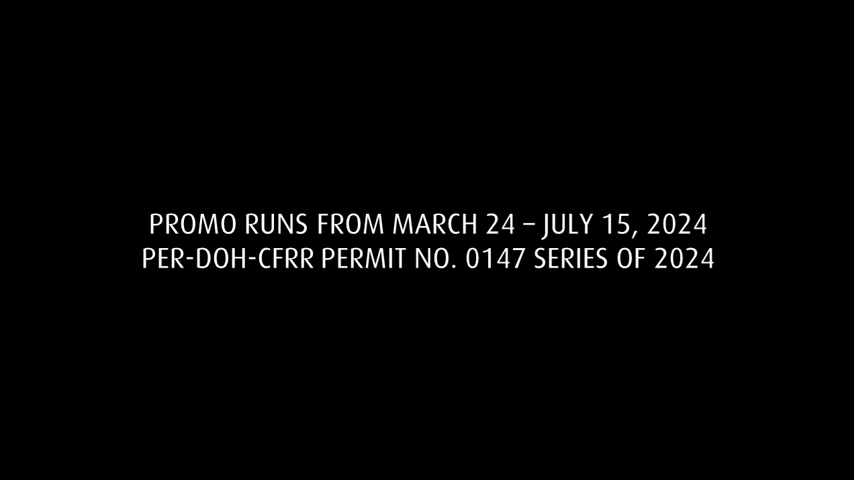 PROMO RUNS FROM MARCH 24 – JULY 15, 2024
PER-DOH-CFRR PERMIT NO. 0147 SERIES OF 2024